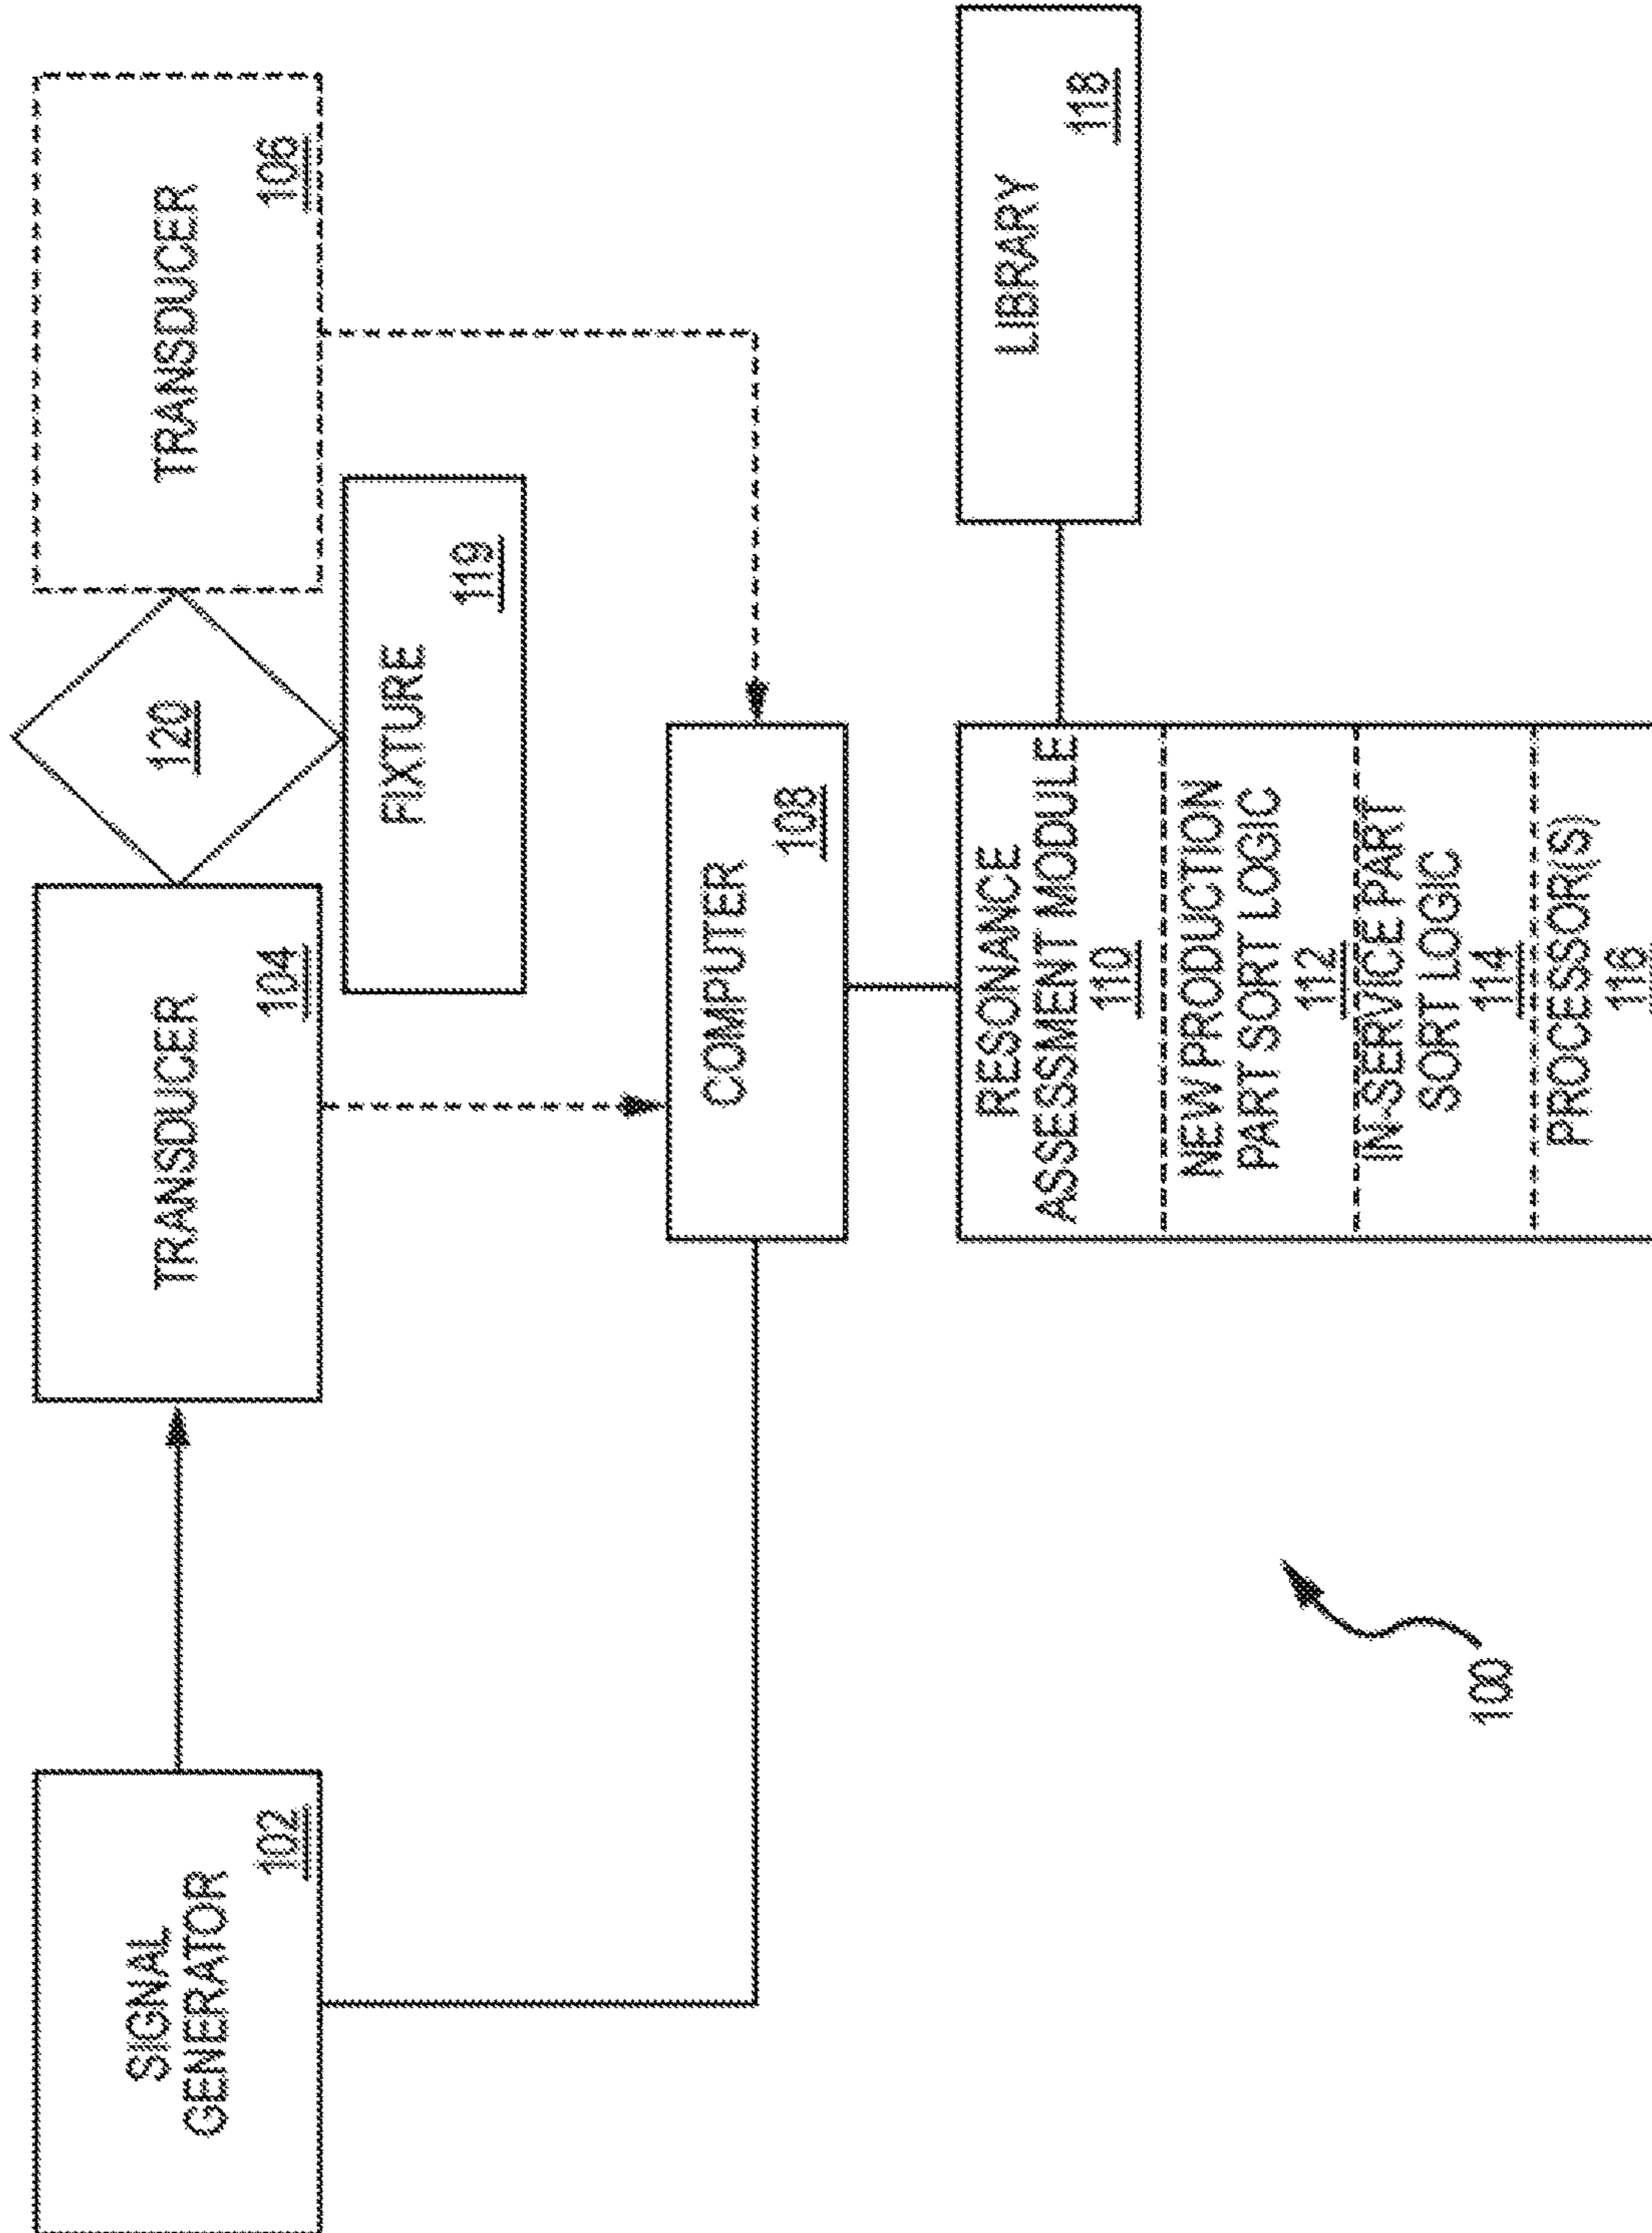 SIGNAL
GENERATOR
102
TRANSDUCER
104
120
TRANSDUCER
106
FIXTURE
119
COMPUTER
108
RESONANCE
ASSESSMENT MODULE
110
NEW PRODUCTION
PART SORT LOGIC
112
IN-SERVICE PART
SORT LOGIC
114
PROCESSOR(S)
116
LIBRARY
118
100